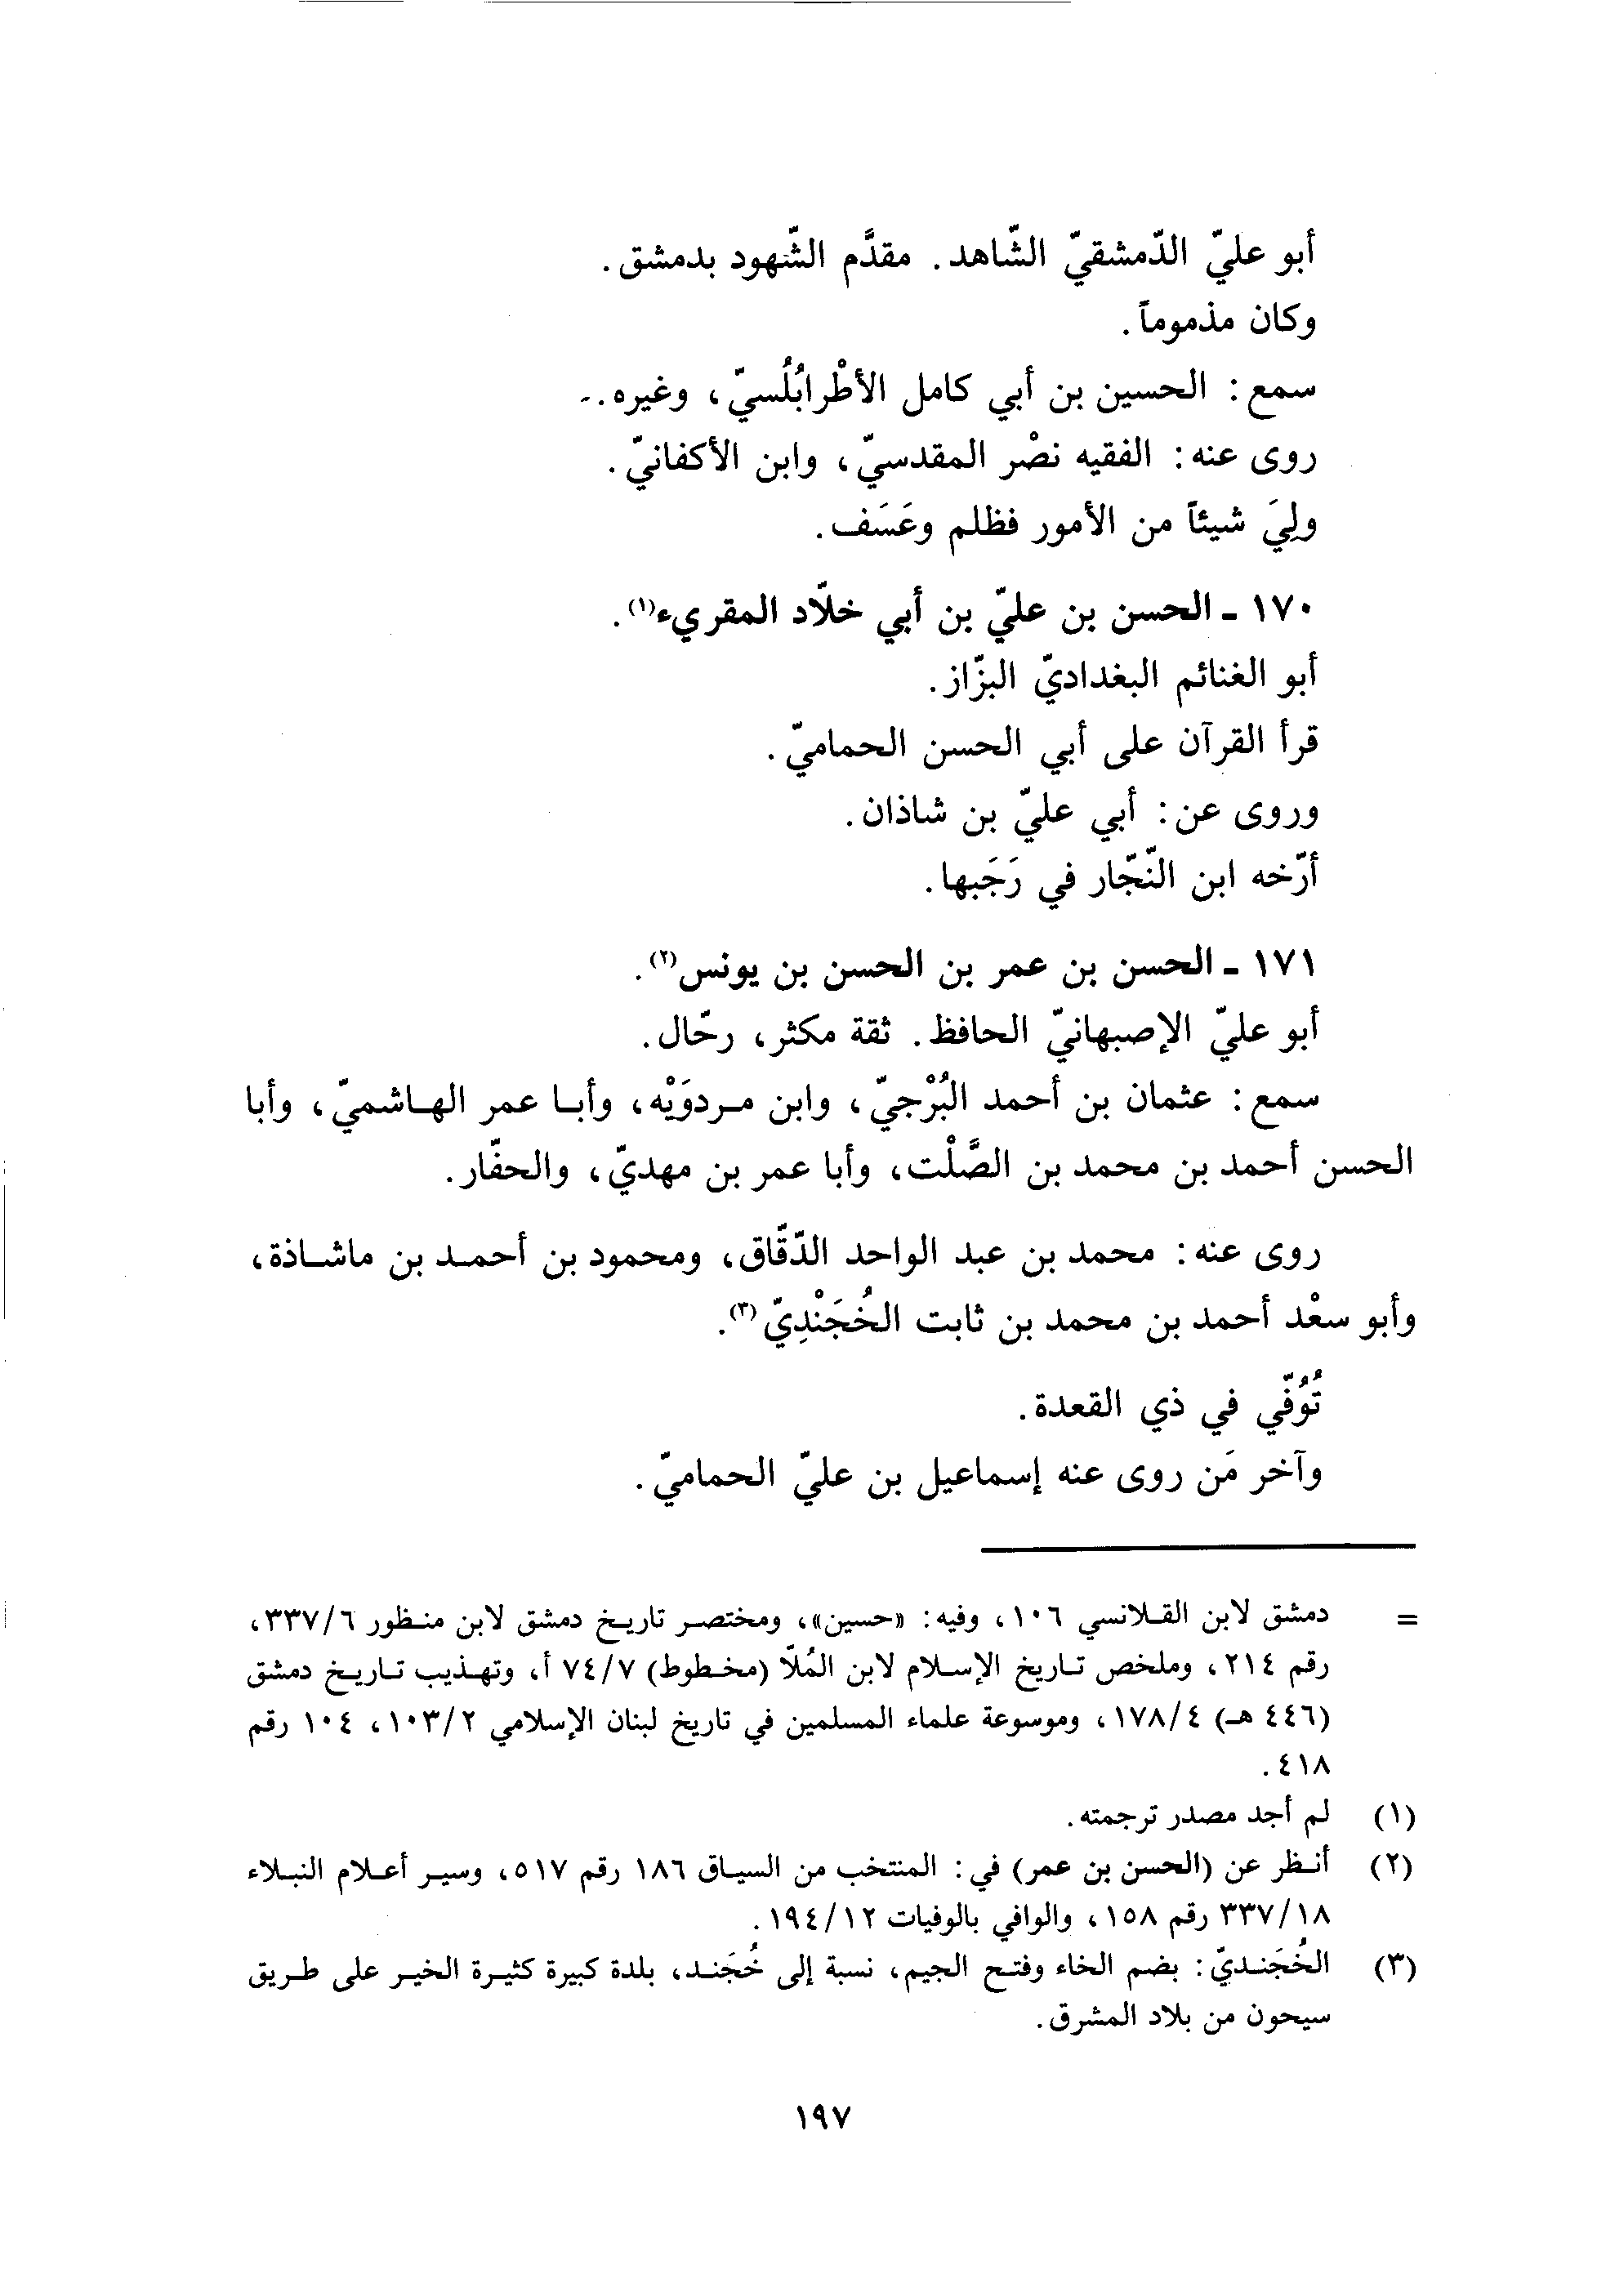 أبو عليّ الدّمشقيّ الشّاهد. مقدَّم الشّهود بدمشق.
وكان مذموماً.
سمع: الحسين بن أبي كامل الأطْرابُلُسيّ، وغيره.
روى عنه: الفقيه نصْر المقدسيّ، وابن الأكفانيّ.
ولِيَ شيئاً من الأمور فظلم وعَسَف.
١٧٠ - الحسن بن عليّ بن أبي خلّاد المقريء(١).
أبو الغنائم البغداديّ البزّاز.
قرأ القرآن على أبي الحسن الحماميّ.
وروى عن: أبي عليّ بن شاذان.
أرّخه ابن النّجّار في رَجَبها.
١٧١ - الحسن بن عمر بن الحسن بن يونس(٢).
أبو عليّ الإصبهانيّ الحافظ. ثقة مكثر، رحّال.
سمع: عثمان بن أحمد البُرْجيّ، وابن مردوَيْه، وأبا عمر الهاشميّ، وأبا
الحسن أحمد بن محمد بن الصَّلْت، وأبا عمر بن مهديّ، والحفّار.
روى عنه: محمد بن عبد الواحد الدّقّاق، ومحمود بن أحمد بن ماشاذة،
وأبو سعْد أحمد بن محمد بن ثابت الخُجَنْدِيّ(٣).
تُوُفّي في ذي القعدة.
وآخر مَن روى عنه إسماعيل بن عليّ الحماميّ.
= دمشق لابن القلانسي ١٠٦، وفيه: «حسين»، ومختصر تاريخ دمشق لابن منظور ٣٣٧/٦،
رقم ٢١٤، وملخص تاريخ الإسلام لابن المُلّا (مخطوط) ٧٤/٧ أ، وتهذيب تاريخ دمشق
(٤٤٦ هـ) ١٧٨/٤، وموسوعة علماء المسلمين في تاريخ لبنان الإسلامي ١٠٣/٢، ١٠٤ رقم
٤١٨.
(١) لم أجد مصدر ترجمته.
(٢) أنظر عن (الحسن بن عمر) في: المنتخب من السياق ١٨٦ رقم ٥١٧، وسير أعلام النبلاء
٣٣٧/١٨ رقم ١٥٨، والوافي بالوفيات ١٩٤/١٢.
(٣) الخُجَنديّ: بضم الخاء وفتح الجيم، نسبة إلى خُجَند، بلدة كبيرة كثيرة الخير على طريق
سيحون من بلاد المشرق.
١٩٧